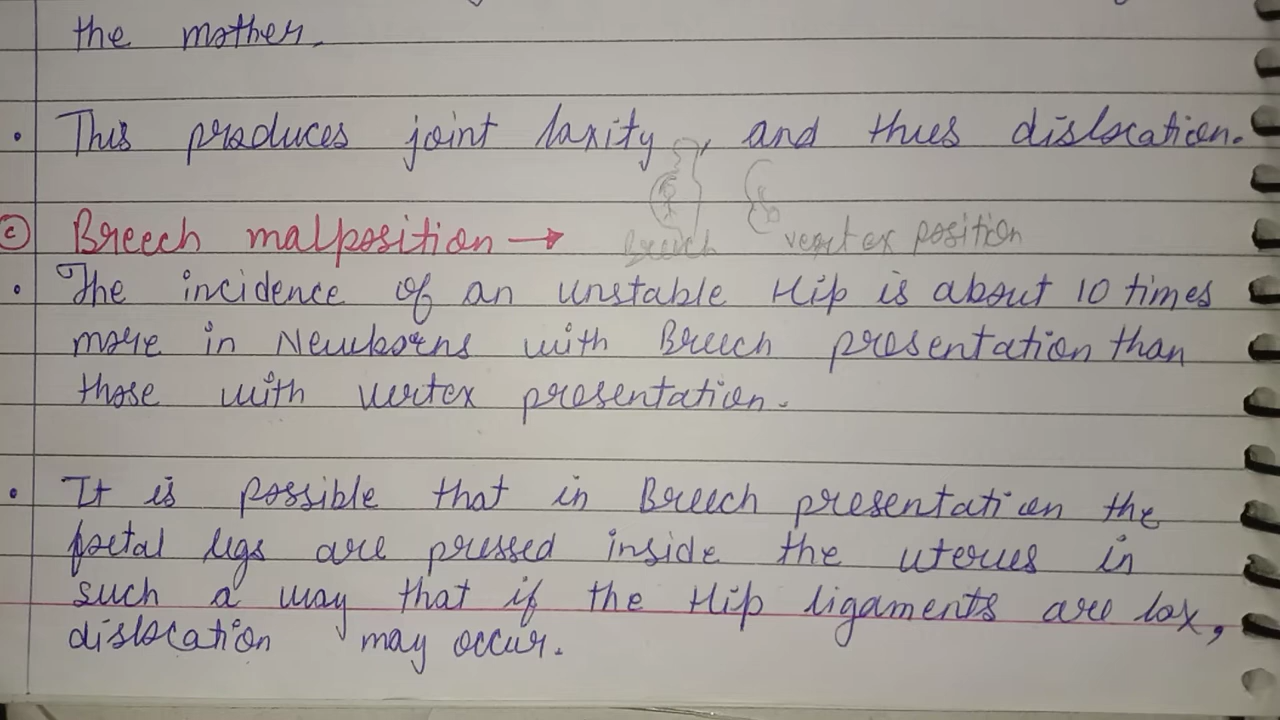 the mother.
• This produces joint laxity, and thus dislocation.
Ⓒ Breech malposition →
Breech vertex position
• The incidence of an unstable Hip is about 10 times
more in Newborns with Breech presentation than
those with vertex presentation.
• It is possible that in Breech presentation the
foetal legs are pressed inside the uterus in
such a way that if the Hip ligaments are lax,
dislocation may occur.